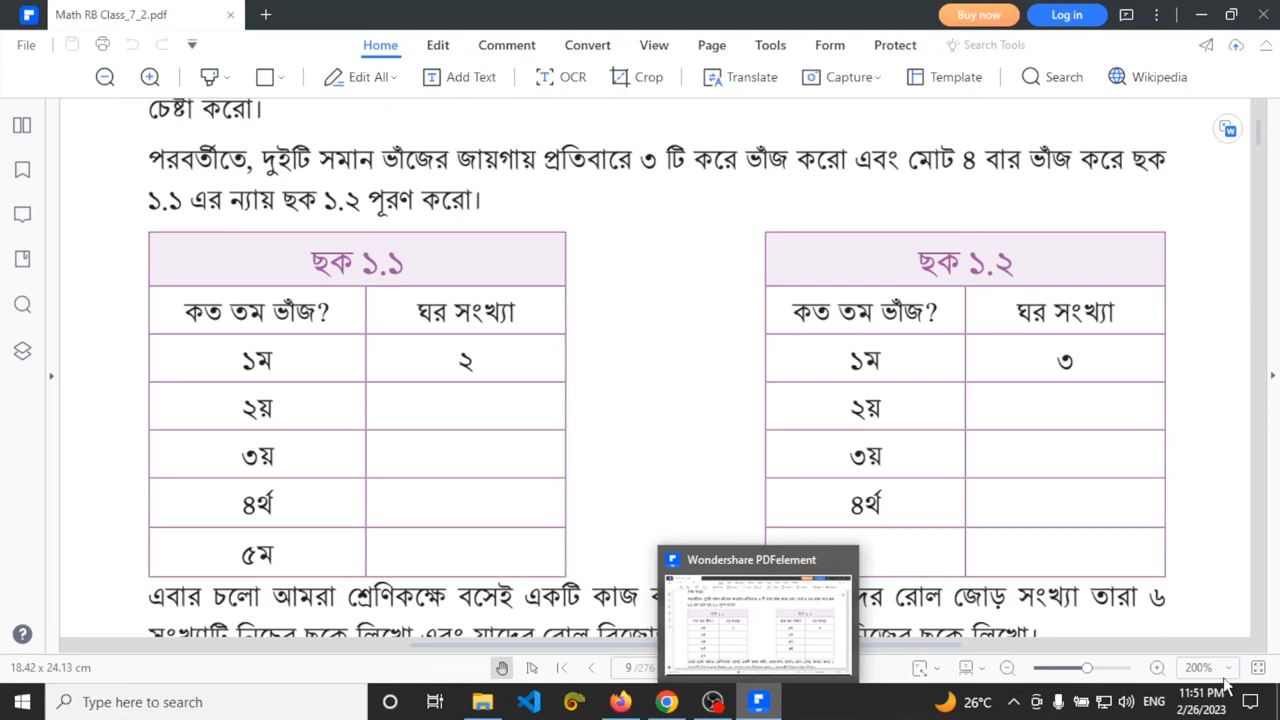 Math RB Class_7_2.pdf
Buy now
Log in
File
Home
Edit
Comment
Convert
View
Page
Tools
Form
Protect
Search Tools
Edit All
Add Text
OCR
Crop
Translate
Capture
Template
Search
Wikipedia
চেষ্টা করো।
পরবর্তীতে, দুইটি সমান ভাঁজের জায়গায় প্রতিবারে ৩ টি করে ভাঁজ করো এবং মোট ৪ বার ভাঁজ করে ছক
১.১ এর ন্যায় ছক ১.২ পূরণ করো।
ছক ১.১
কত তম ভাঁজ? ঘর সংখ্যা
১ম ২
২য়
৩য়
৪র্থ
৫ম
ছক ১.২
কত তম ভাঁজ? ঘর সংখ্যা
১ম ৩
২য়
৩য়
৪র্থ
Wondershare PDFelement
এবার চলো আমরা শ্রেণিকক্ষে বসেই একটি কাজ দের রোল জোড় সংখ্যা তারা ৬
18.42 x 24.13 cm
9 /276
200%
Type here to search
26°C
ENG
11:51 PM
2/26/2023